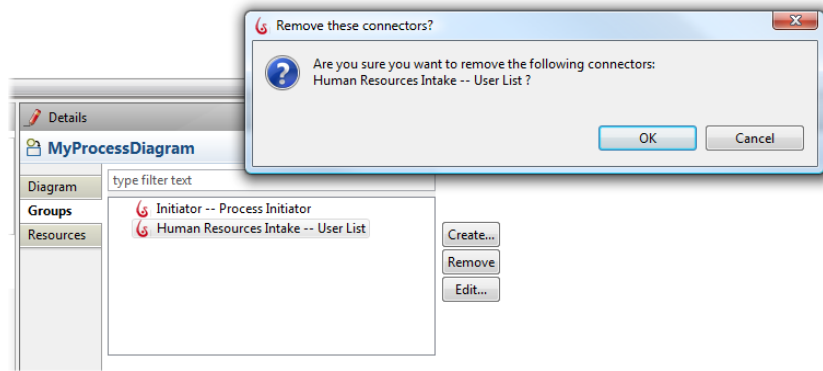 Remove these connectors?
Are you sure you want to remove the following connectors:
Human Resources Intake -- User List ?
OK
Cancel
Details
MyProcessDiagram
Diagram
Groups
Resources
type filter text
Initiator -- Process Initiator
Human Resources Intake -- User List
Create...
Remove
Edit...